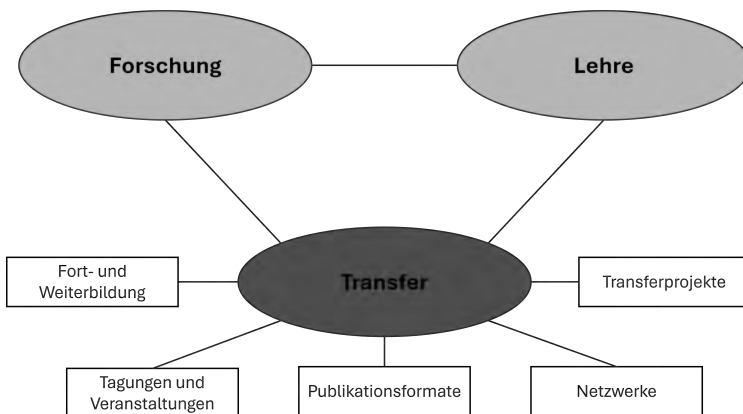 Forschung
Lehre
Transfer
Fort- und
Weiterbildung
Transferprojekte
Tagungen und
Veranstaltungen
Publikationsformate
Netzwerke